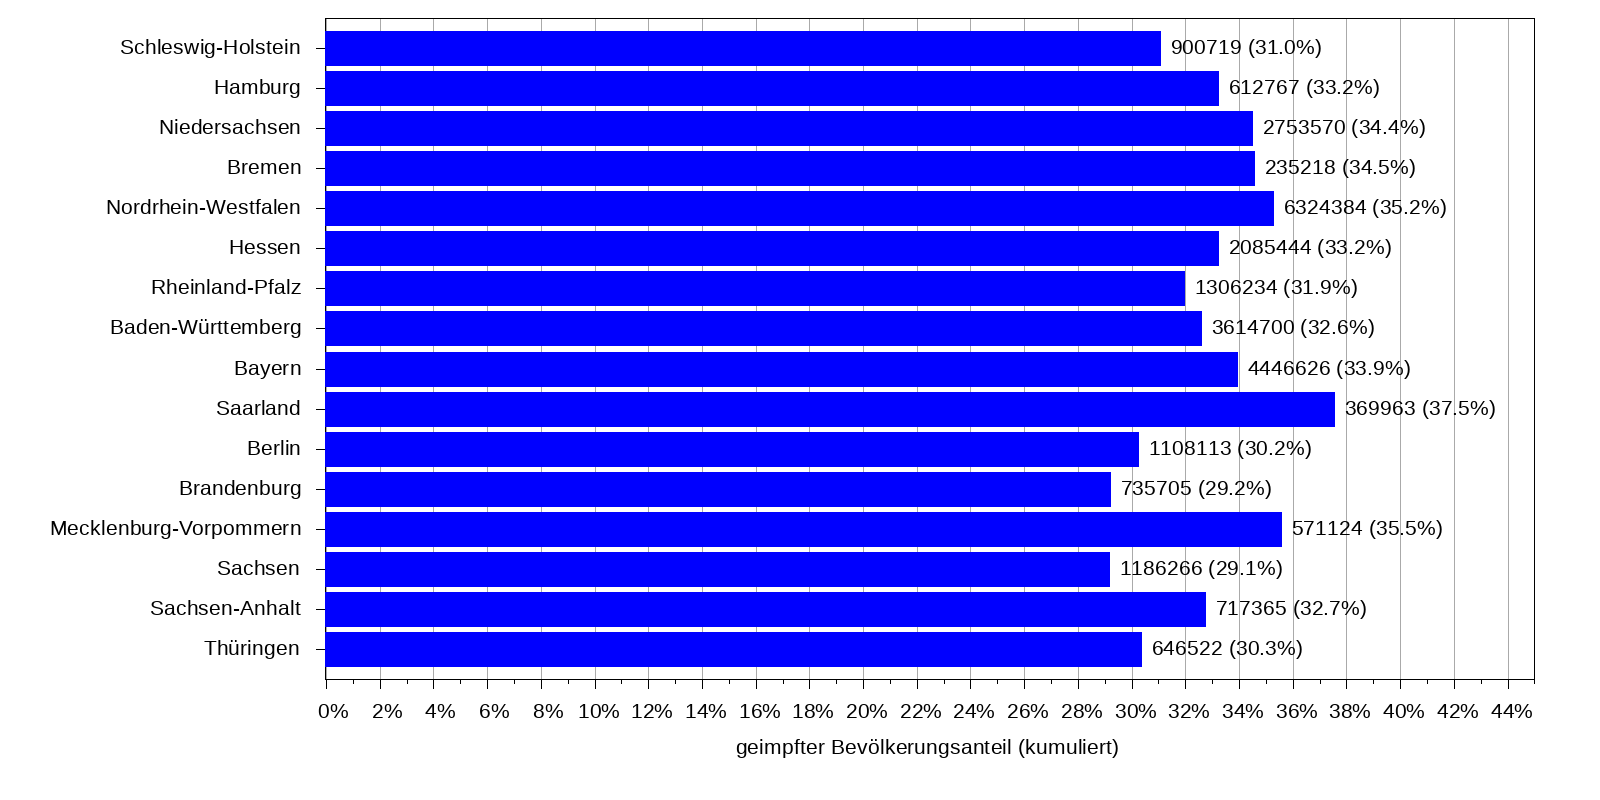 Schleswig-Holstein 900719 (31.0%)
Hamburg 612767 (33.2%)
Niedersachsen 2753570 (34.4%)
Bremen 235218 (34.5%)
Nordrhein-Westfalen 6324384 (35.2%)
Hessen 2085444 (33.2%)
Rheinland-Pfalz 1306234 (31.9%)
Baden-Württemberg 3614700 (32.6%)
Bayern 4446626 (33.9%)
Saarland 369963 (37.5%)
Berlin 1108113 (30.2%)
Brandenburg 735705 (29.2%)
Mecklenburg-Vorpommern 571124 (35.5%)
Sachsen 1186266 (29.1%)
Sachsen-Anhalt 717365 (32.7%)
Thüringen 646522 (30.3%)
0% 2% 4% 6% 8% 10% 12% 14% 16% 18% 20% 22% 24% 26% 28% 30% 32% 34% 36% 38% 40% 42% 44%
geimpfter Bevölkerungsanteil (kumuliert)